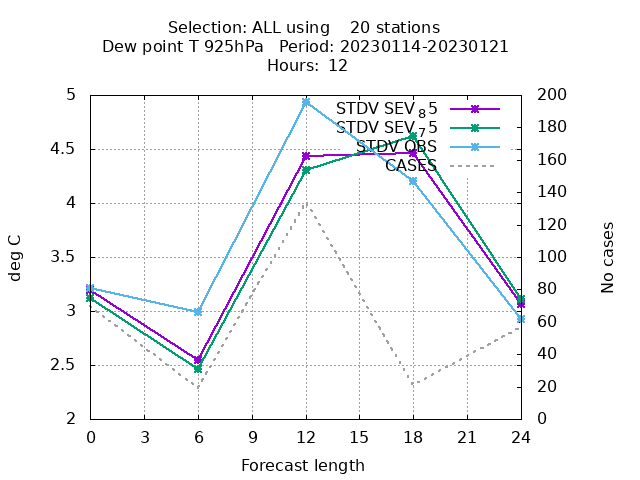 Selection: ALL using    20 stations
Dew point T 925hPa   Period: 20230114-20230121
Hours:  12
STDV SEV8 5
STDV SEV7 5
STDV OBS
CASES
5
4.5
4
3.5
3
2.5
2
200
180
160
140
120
100
80
60
40
20
0
deg C
No cases
0 3 6 9 12 15 18 21 24
Forecast length